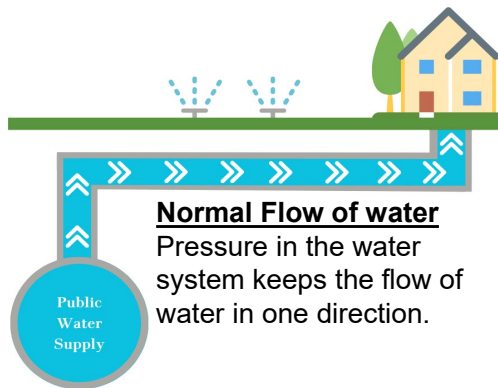 Normal Flow of water
Pressure in the water
system keeps the flow of
water in one direction.
Public
Water
Supply